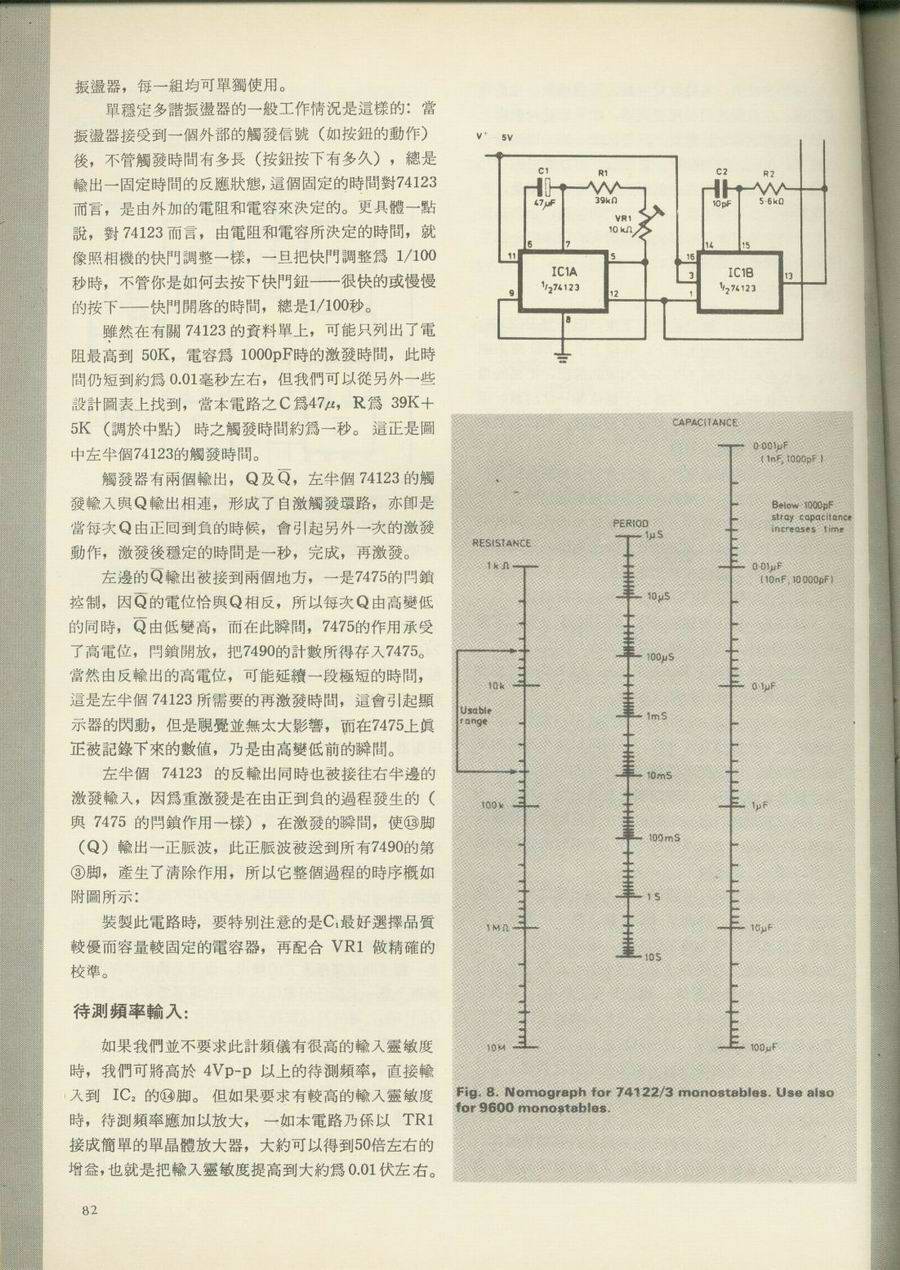 振盪器，每一組均可單獨使用。
單穩定多諧振盪器的一般工作情況是這樣的：當
振盪器接受到一個外部的觸發信號（如按鈕的動作）
後，不管觸發時間有多長（按鈕按下有多久），總是
輸出一固定時間的反應狀態，這個固定的時間對74123
而言，是由外加的電阻和電容來決定的。更具體一點
說，對 74123 而言，由電阻和電容所決定的時間，就
像照相機的快門調整一樣，一旦把快門調整爲 1/100
秒時，不管你是如何去按下快門鈕——很快的或慢慢
的按下——快門開啓的時間，總是1/100秒。
雖然在有關 74123 的資料單上，可能只列出了電
阻最高到 50K，電容爲 1000pF時的激發時間，此時
間仍短到約爲 0.01毫秒左右，但我們可以從另外一些
設計圖表上找到，當本電路之C爲47μ，R爲 39K＋
5K （調於中點） 時之觸發時間約爲一秒。這正是圖
中左半個74123的觸發時間。
觸發器有兩個輸出，Q及Q̅，左半個 74123 的觸
發輸入與Q輸出相連，形成了自激觸發環路，亦卽是
當每次Q由正回到負的時候，會引起另外一次的激發
動作，激發後穩定的時間是一秒，完成，再激發。
左邊的Q̅輸出被接到兩個地方，一是7475的閂鎖
控制，因Q̅的電位恰與Q相反，所以每次Q由高變低
的同時，Q̅由低變高，而在此瞬間，7475的作用承受
了高電位，閂鎖開放，把7490的計數所得存入7475。
當然由反輸出的高電位，可能延續一段極短的時間，
這是左半個 74123 所需要的再激發時間，這會引起顯
示器的閃動，但是視覺並無太大影響，而在7475上眞
正被記錄下來的數値，乃是由高變低前的瞬間。
左半個 74123 的反輸出同時也被接往右半邊的
激發輸入，因爲重激發是在由正到負的過程發生的（
與 7475 的閂鎖作用一樣），在激發的瞬間，使⑬脚
（Q）輸出一正脈波，此正脈波被送到所有7490的第
③脚，產生了清除作用，所以它整個過程的時序概如
附圖所示：
裝製此電路時，要特別注意的是C₁最好選擇品質
較優而容量較固定的電容器，再配合 VR1 做精確的
校準。
待測頻率輸入：
如果我們並不要求此計頻儀有很高的輸入靈敏度
時，我們可將高於 4Vp-p 以上的待測頻率，直接輸
入到 IC₂ 的⑭脚。但如果要求有較高的輸入靈敏度
時，待測頻率應加以放大，一如本電路乃係以 TR1
接成簡單的單晶體放大器，大約可以得到50倍左右的
增益，也就是把輸入靈敏度提高到大約爲0.01伏左右。
82
V⁺ 5V
C1
47μF
R1
39kΩ
VR1
10kΩ
C2
10pF
R2
5·6kΩ
6
7
11
5
IC1A
½74123
9
12
8
14
15
16
3
IC1B
½74123
13
1
CAPACITANCE
0·001μF
(1nF, 1000pF)
Below 1000pF
stray capacitance
increases time
0·01μF
(10nF, 10000pF)
0·1μF
1μF
10μF
100μF
PERIOD
1μS
10μS
100μS
1mS
10mS
100mS
1S
10S
RESISTANCE
1kΩ
10k
Usable
range
100k
1MΩ
10M
Fig. 8. Nomograph for 74122/3 monostables. Use also
for 9600 monostables.